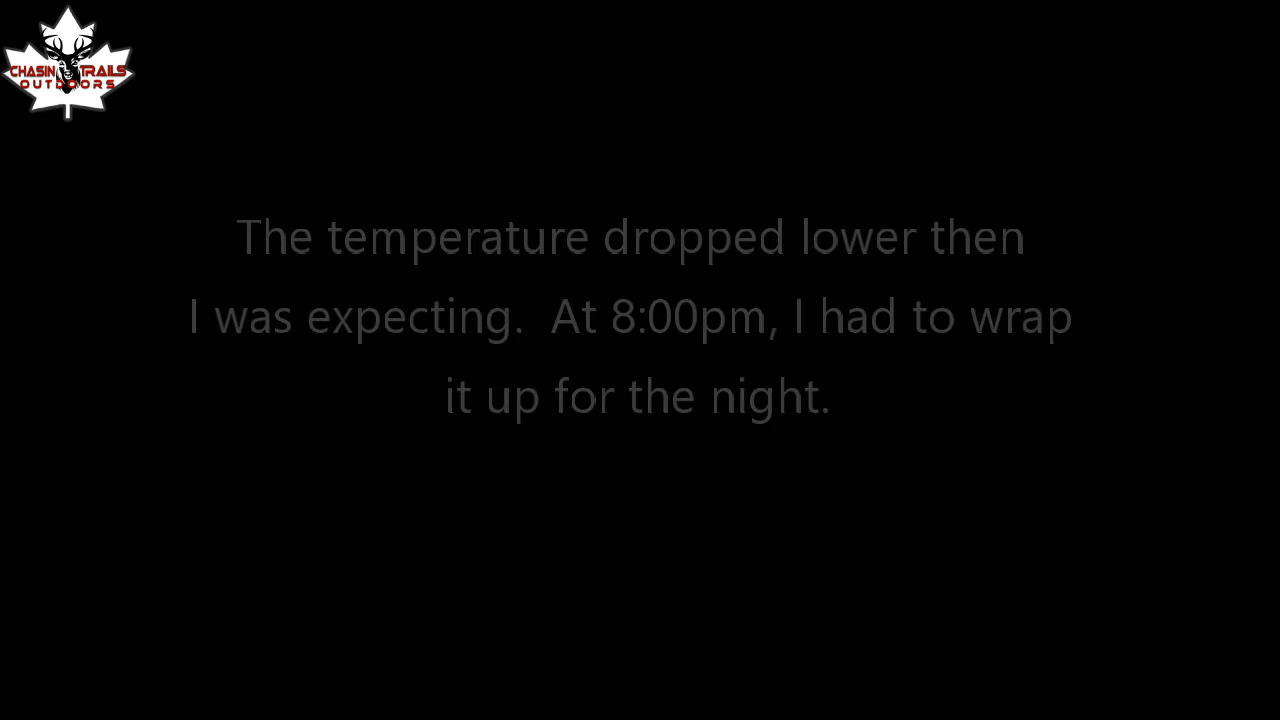 CHASIN TRAILS
OUTDOORS
The temperature dropped lower then
I was expecting.  At 8:00pm, I had to wrap
it up for the night.